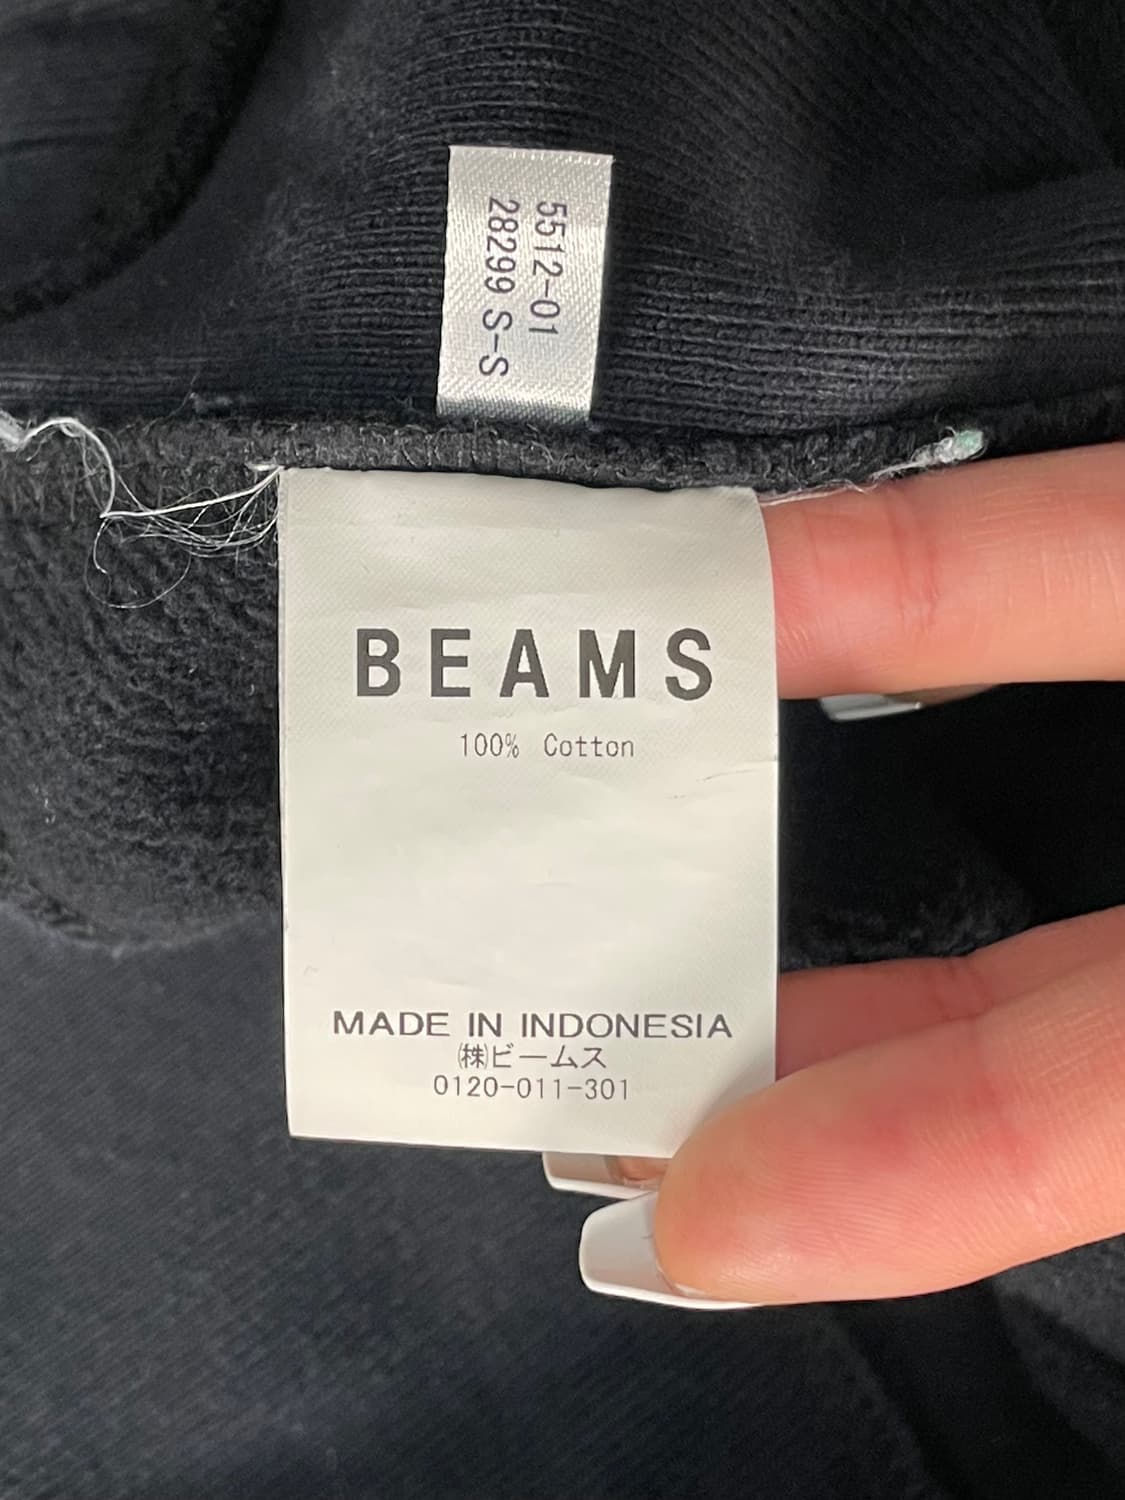 5512-01
28299 S-S
BEAMS
100% Cotton
MADE IN INDONESIA
㈱ビームス
0120-011-301